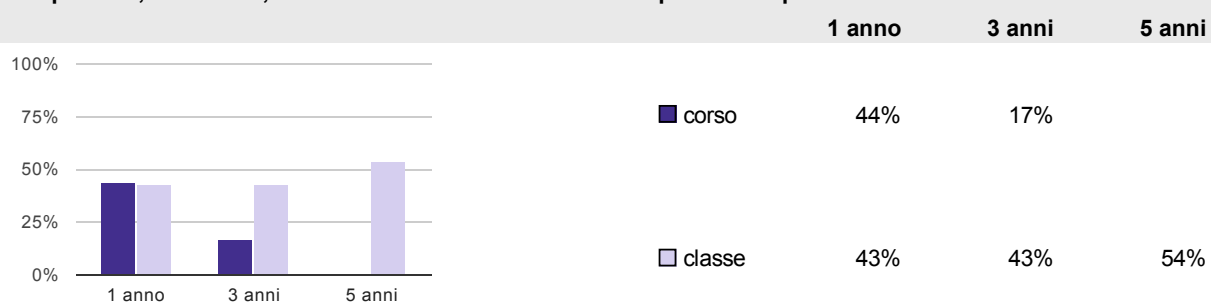 1 anno 3 anni 5 anni
100%
75%
50%
25%
0%
1 anno 3 anni 5 anni
corso 44% 17%
classe 43% 43% 54%